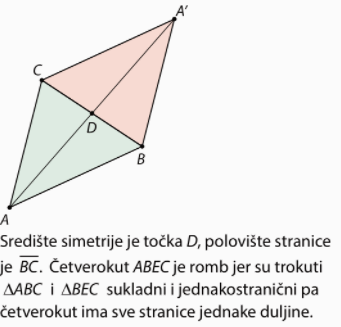 A′
C
D
B
A
Središte simetrije je točka D, polovište stranice
je BC. Četverokut ABEC je romb jer su trokuti
ΔABC i ΔBEC sukladni i jednakostranični pa
četverokut ima sve stranice jednake duljine.